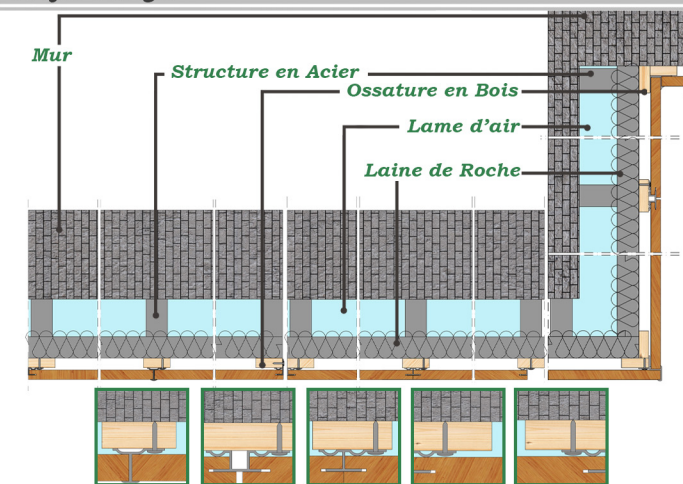 Mur
Structure en Acier
Ossature en Bois
Lame d'air
Laine de Roche